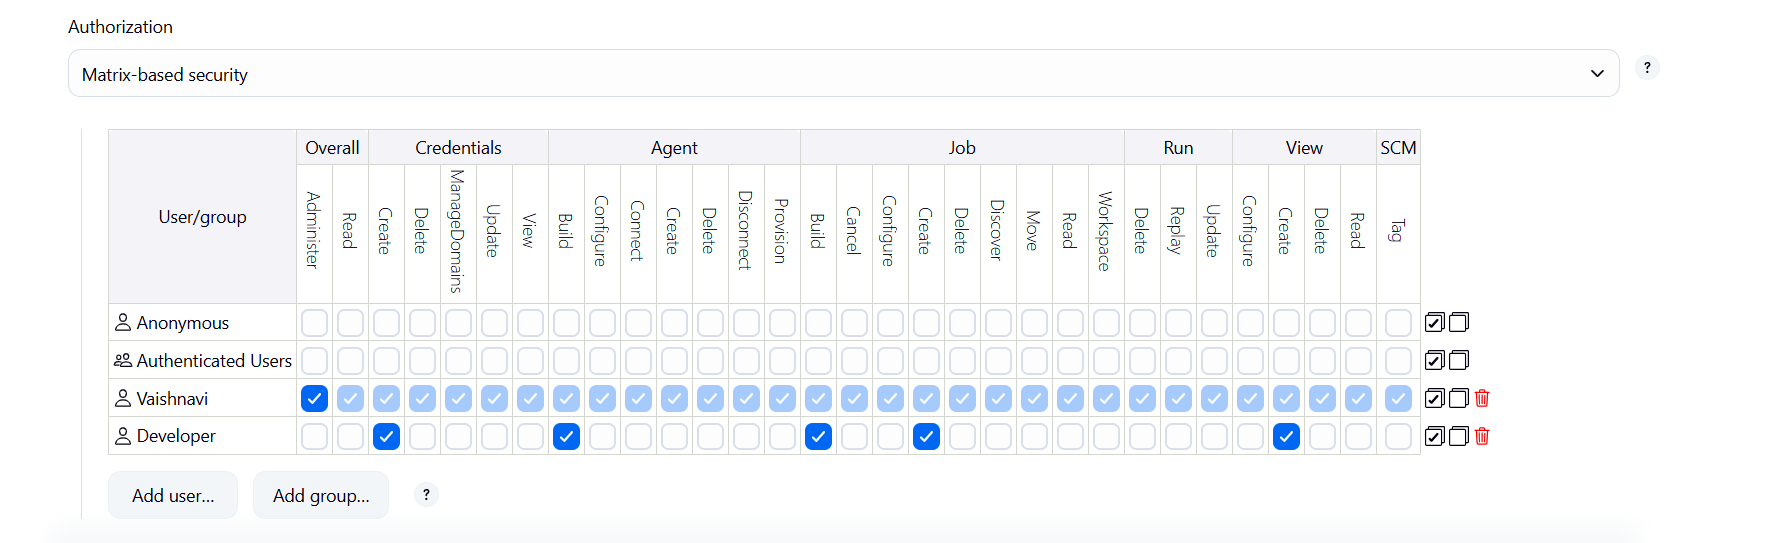 Authorization
Matrix-based security
?
User/group
Overall
Credentials
Agent
Job
Run
View
SCM
Administer
Read
Create
Delete
ManageDomains
Update
View
Build
Configure
Connect
Create
Delete
Disconnect
Provision
Build
Cancel
Configure
Create
Delete
Discover
Move
Read
Workspace
Delete
Replay
Update
Configure
Create
Delete
Read
Tag
Anonymous
Authenticated Users
Vaishnavi
Developer
Add user...
Add group...
?